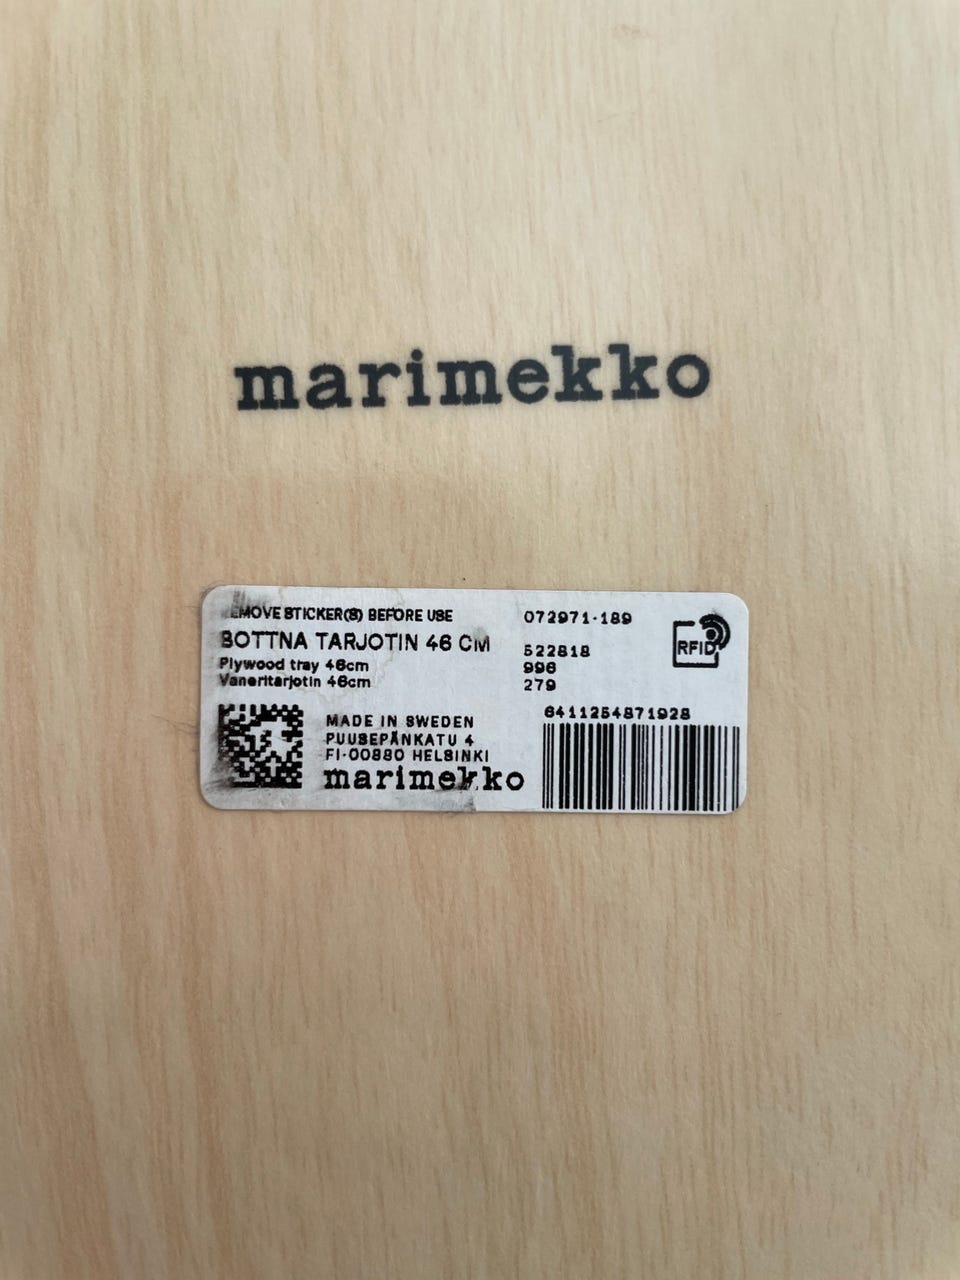 marimekko
REMOVE STICKER(S) BEFORE USE
BOTTNA TARJOTIN 46 CM
Plywood tray 46cm
Vaneritarjotin 46cm
MADE IN SWEDEN
PUUSEPÄNKATU 4
FI-00880 HELSINKI
marimekko
072971-189
522818
996
279
RFID
6411254871928